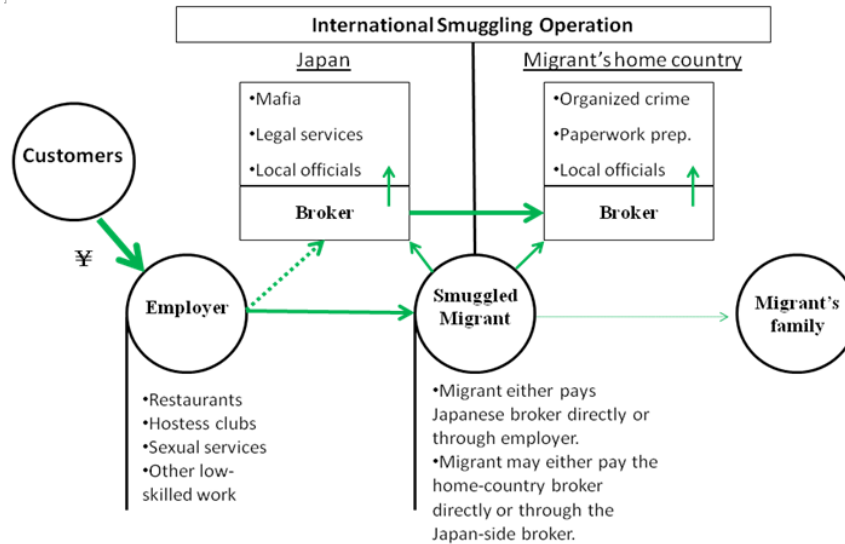 International Smuggling Operation
Japan
Migrant's home country
•Mafia
•Legal services
•Local officials
Broker
•Organized crime
•Paperwork prep.
•Local officials
Broker
Customers
¥
Employer
Smuggled
Migrant
Migrant's
family
•Restaurants
•Hostess clubs
•Sexual services
•Other low-
skilled work
•Migrant either pays
Japanese broker directly or
through employer.
•Migrant may either pay the
home-country broker
directly or through the
Japan-side broker.